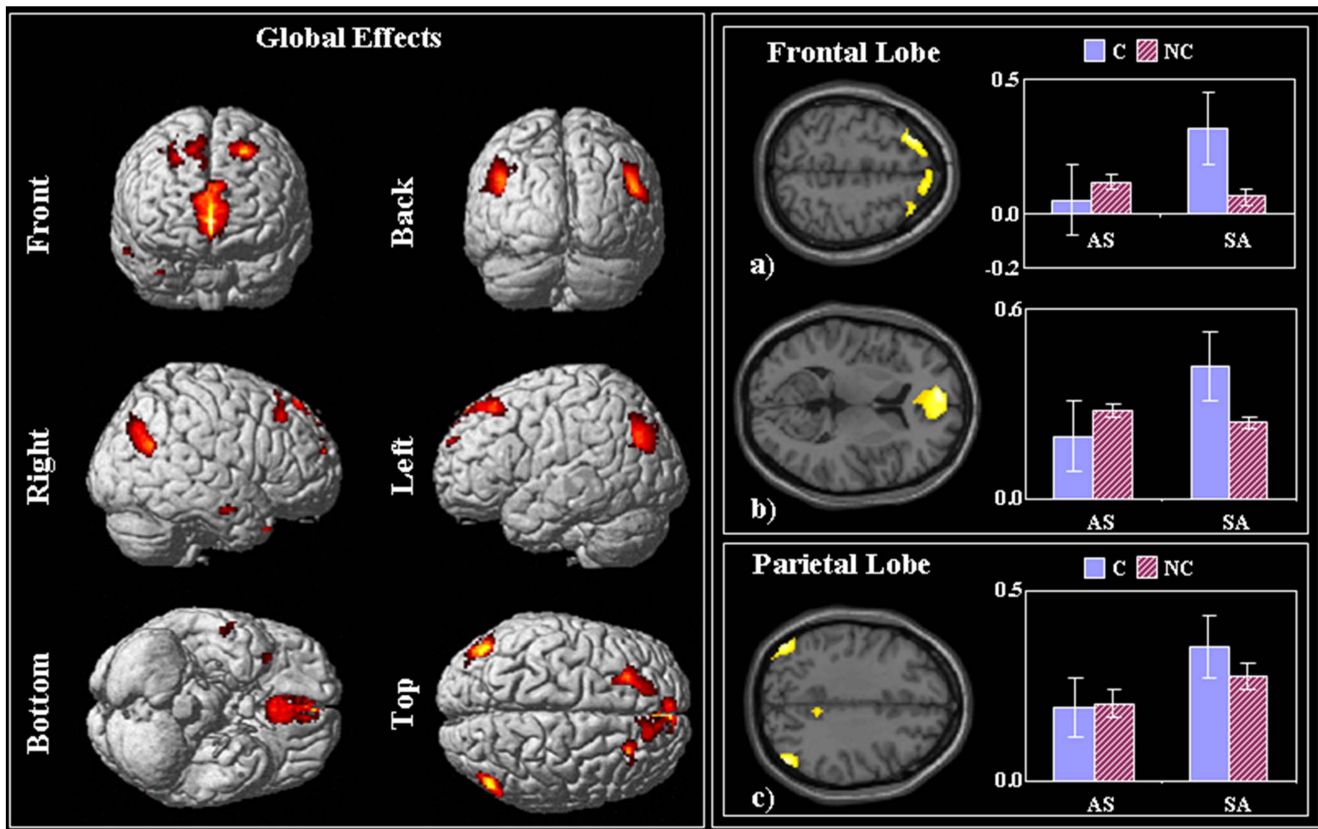 Global Effects
Front
Back
Right
Left
Bottom
Top
Frontal Lobe
C NC
0.5
0.0
-0.2
AS SA
a)
0.6
0.0
AS SA
b)
Parietal Lobe
C NC
0.5
0.0
AS SA
c)